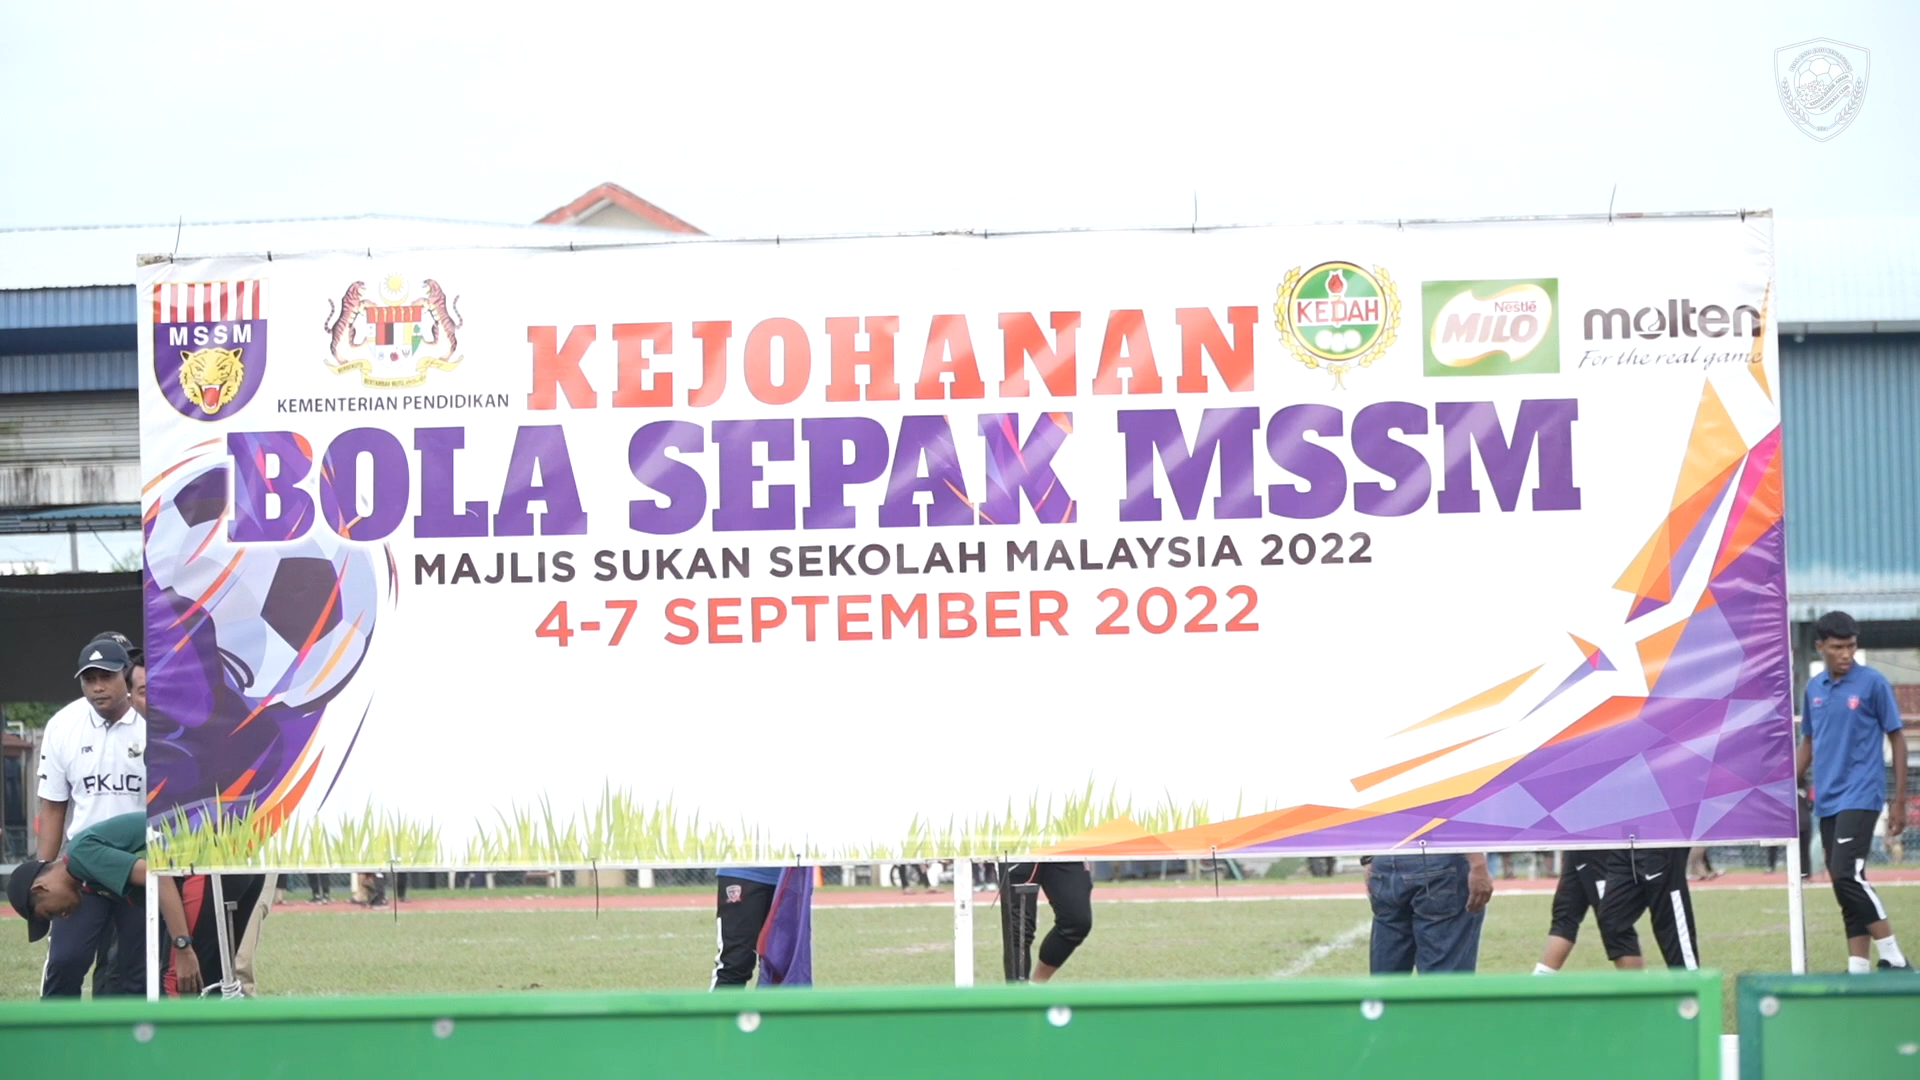 MSSM
KEMENTERIAN PENDIDIKAN
KEJOHANAN
KEDAH
Nestlé
MILO
molten
For the real game
BOLA SEPAK MSSM
MAJLIS SUKAN SEKOLAH MALAYSIA 2022
4-7 SEPTEMBER 2022